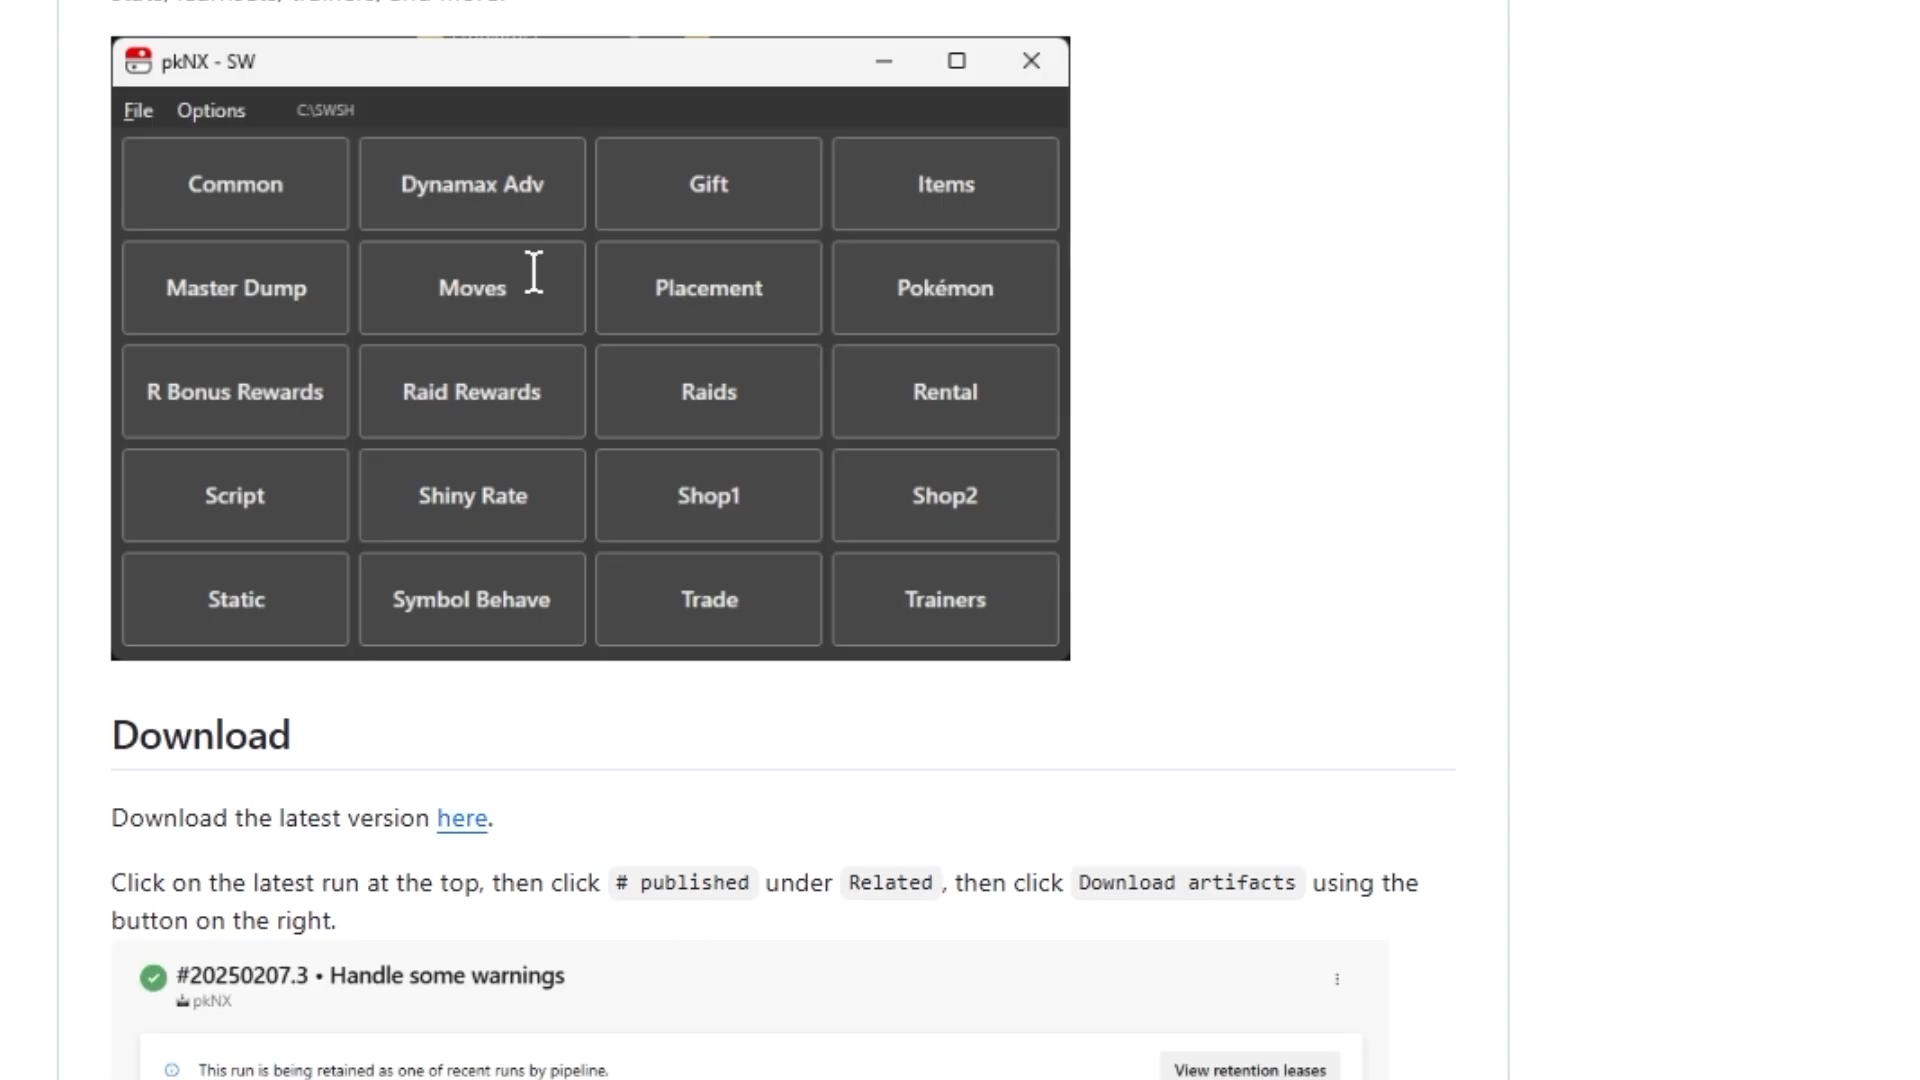 pkNX - SW
File Options C:\SWSH
Common Dynamax Adv Gift Items
Master Dump Moves Placement Pokémon
R Bonus Rewards Raid Rewards Raids Rental
Script Shiny Rate Shop1 Shop2
Static Symbol Behave Trade Trainers
Download
Download the latest version here.
Click on the latest run at the top, then click # published under Related, then click Download artifacts using the
button on the right.
#20250207.3 • Handle some warnings
pkNX
This run is being retained as one of recent runs by pipeline. View retention leases